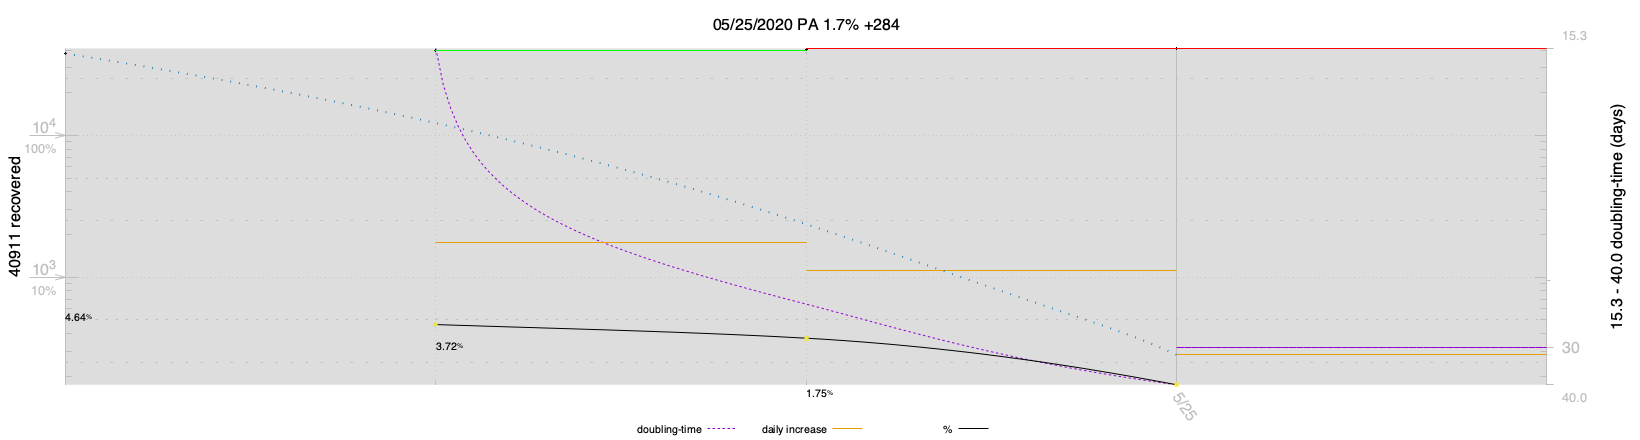 05/25/2020 PA 1.7% +284
15.3
10⁴
100%
10³
10%
40911 recovered
4.64%
3.72%
1.75%
5/25
30
40.0
15.3 - 40.0 doubling-time (days)
doubling-time daily increase %